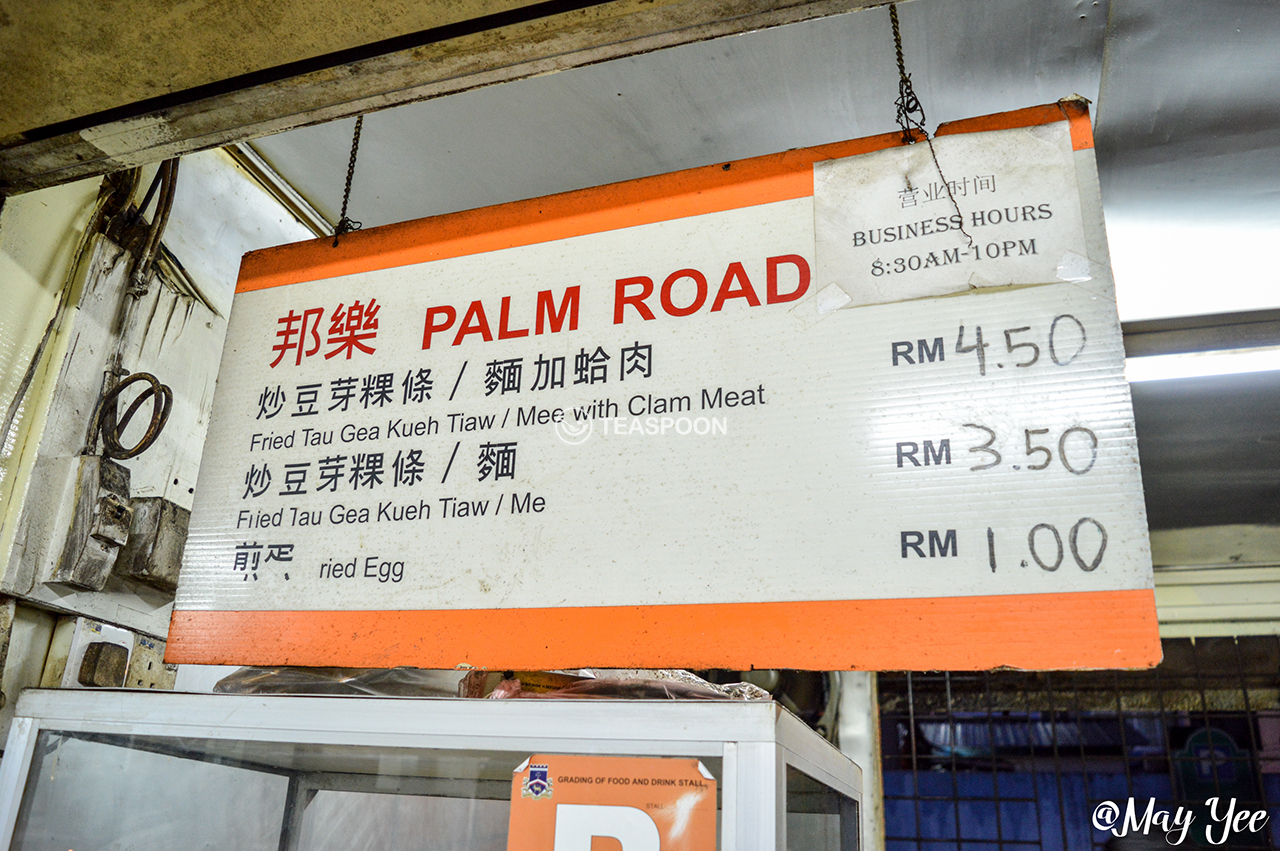 营业时间
BUSINESS HOURS
8:30AM-10PM
邦樂 PALM ROAD
炒豆芽粿條 / 麵加蛤肉 RM 4.50
Fried Tau Gea Kueh Tiaw / Mee with Clam Meat
TEASPOON
炒豆芽粿條 / 麵 RM 3.50
Fried Tau Gea Kueh Tiaw / Me
煎蛋 ried Egg RM 1.00
GRADING OF FOOD AND DRINK STALL
STALL
@May Yee